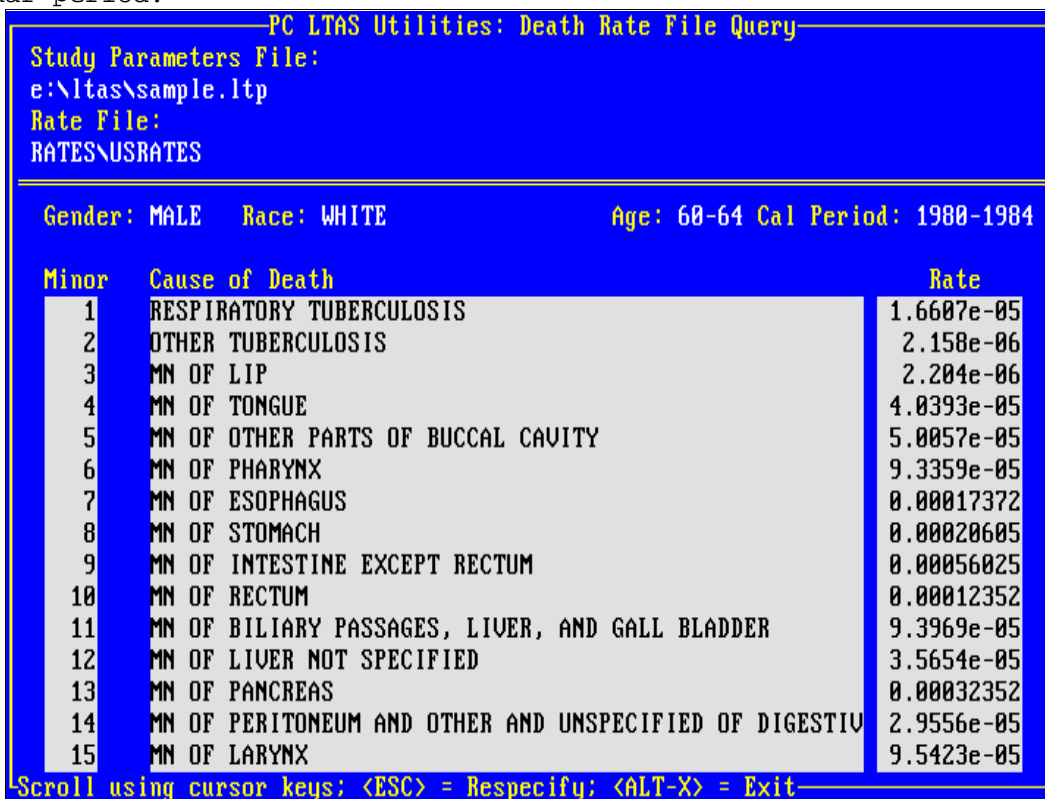 period.
PC LTAS Utilities: Death Rate File Query
Study Parameters File:
e:\ltas\sample.ltp
Rate File:
RATES\USRATES
Gender: MALE Race: WHITE Age: 60-64 Cal Period: 1980-1984
Minor Cause of Death Rate
1 RESPIRATORY TUBERCULOSIS 1.6607e-05
2 OTHER TUBERCULOSIS 2.158e-06
3 MN OF LIP 2.204e-06
4 MN OF TONGUE 4.0393e-05
5 MN OF OTHER PARTS OF BUCCAL CAVITY 5.0057e-05
6 MN OF PHARYNX 9.3359e-05
7 MN OF ESOPHAGUS 0.00017372
8 MN OF STOMACH 0.00020605
9 MN OF INTESTINE EXCEPT RECTUM 0.00056025
10 MN OF RECTUM 0.00012352
11 MN OF BILIARY PASSAGES, LIVER, AND GALL BLADDER 9.3969e-05
12 MN OF LIVER NOT SPECIFIED 3.5654e-05
13 MN OF PANCREAS 0.00032352
14 MN OF PERITONEUM AND OTHER AND UNSPECIFIED OF DIGESTIV 2.9556e-05
15 MN OF LARYNX 9.5423e-05
Scroll using cursor keys; <ESC> = Respecify; <ALT-X> = Exit